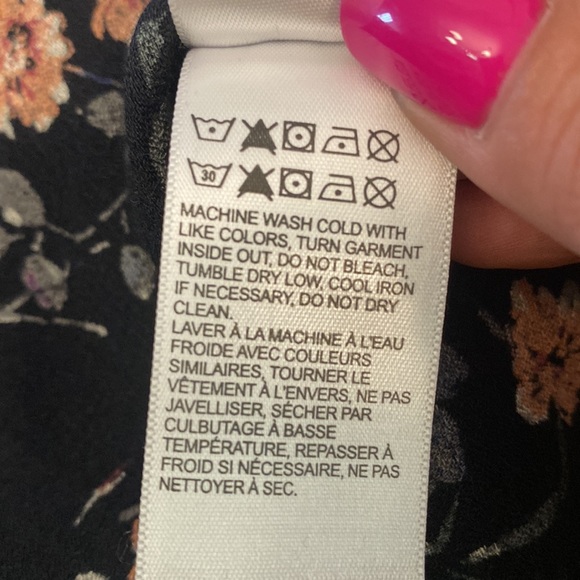 30
MACHINE WASH COLD WITH
LIKE COLORS, TURN GARMENT
INSIDE OUT, DO NOT BLEACH,
TUMBLE DRY LOW, COOL IRON
IF NECESSARY, DO NOT DRY
CLEAN.
LAVER À LA MACHINE À L'EAU
FROIDE AVEC COULEURS
SIMILAIRES, TOURNER LE
VÊTEMENT À L'ENVERS, NE PAS
JAVELLISER, SÉCHER PAR
CULBUTAGE À BASSE
TEMPÉRATURE, REPASSER À
FROID SI NÉCESSAIRE, NE PAS
NETTOYER À SEC.